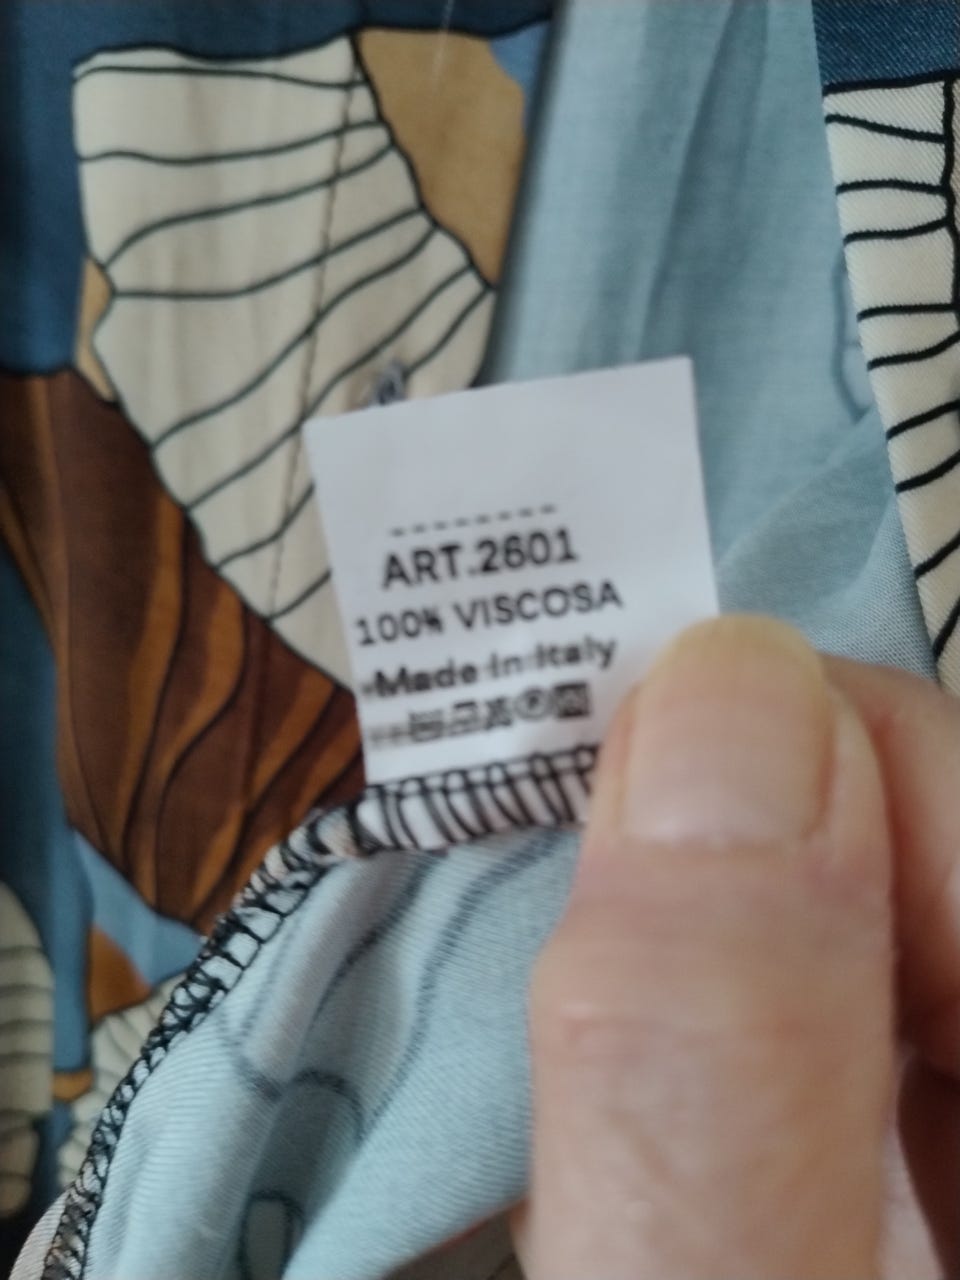 --------
ART.2601
100% VISCOSA
Made in Italy